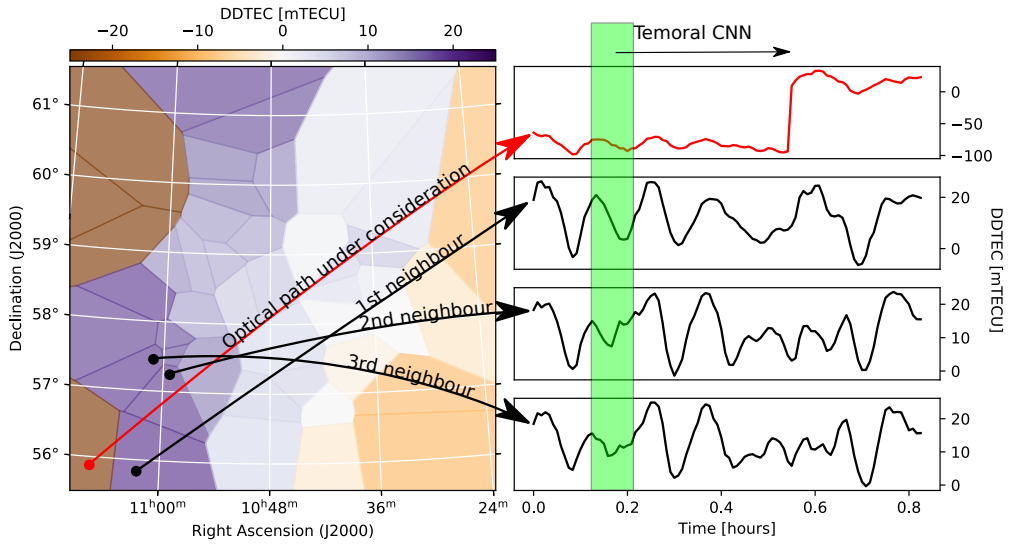 DDTEC [mTECU]
−20 −10 0 10 20
Temoral CNN
61°
60°
59°
58°
57°
56°
Declination (J2000)
11ʰ00ᵐ 10ʰ48ᵐ 36ᵐ 24ᵐ
Right Ascension (J2000)
Optical path under consideration
1st neighbour
2nd neighbour
3rd neighbour
0
−50
−100
20
0
20
10
0
20
10
0
DDTEC [mTECU]
0.0 0.2 0.4 0.6 0.8
Time [hours]